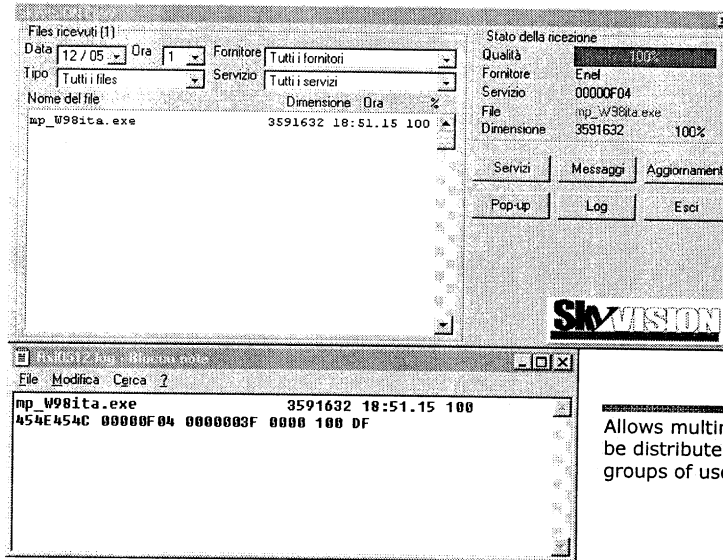 Files ricevuti (1)
Data 12 / 05 Ora 1 Fornitore Tutti i fornitori
Tipo Tutti i files Servizio Tutti i servizi
Nome del file Dimensione Ora %
mp_W98ita.exe 3591632 18:51.15 100
Stato della ricezione
Qualità 100%
Fornitore Enel
Servizio 00000F04
File mp_W98ita.exe
Dimensione 3591632 100%
Servizi Messaggi Aggiornament
Pop-up Log Esci
SkyVISION
Blocco note
File Modifica Cerca ?
mp_W98ita.exe 3591632 18:51.15 100
454E454C 00000F04 0000003F 0000 100 DF
Allows multim
be distribute
groups of use